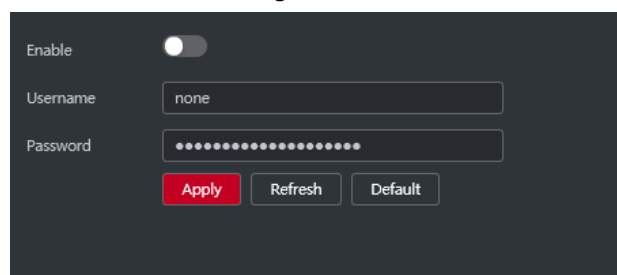 Enable
Username none
Password ••••••••••••••••••••
Apply Refresh Default